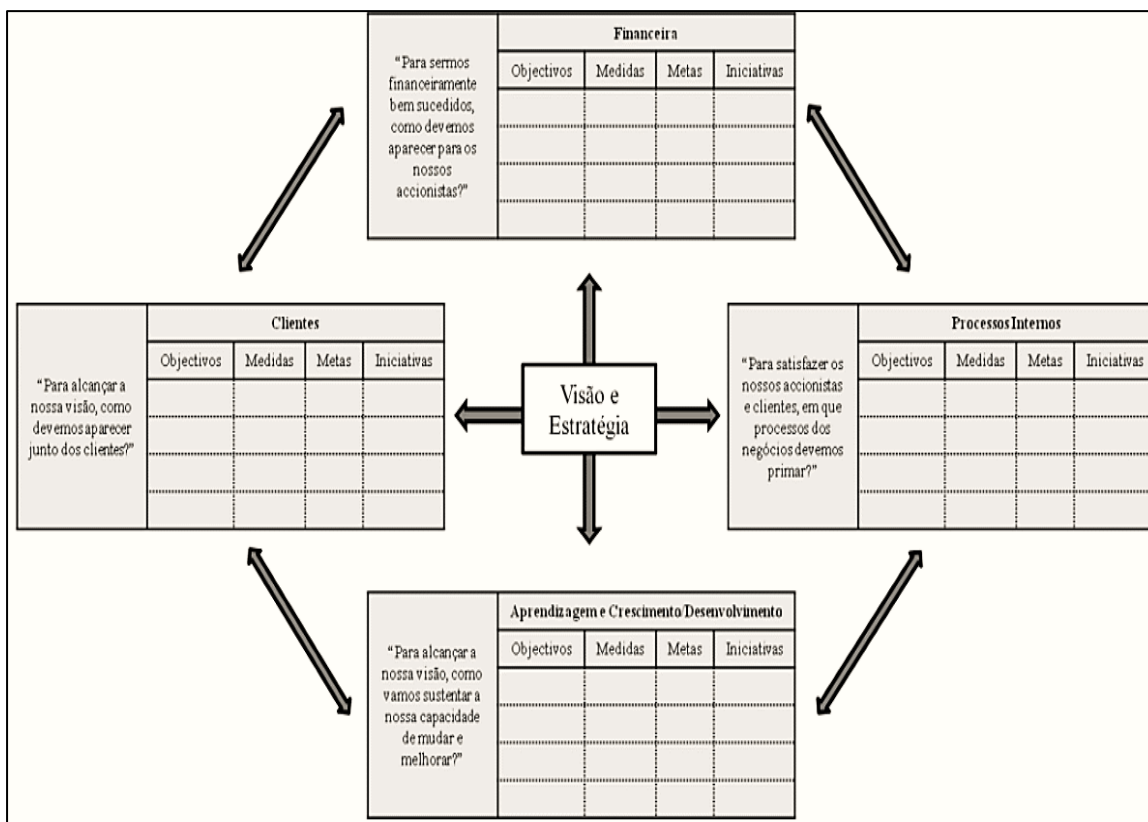 Financeira
“Para sermos
financeiramente
bem sucedidos,
como devemos
aparecer para os
nossos
accionistas?”
Objectivos Medidas Metas Iniciativas
Clientes
“Para alcançar a
nossa visão, como
devemos aparecer
junto dos clientes?”
Objectivos Medidas Metas Iniciativas
Visão e
Estratégia
Processos Internos
“Para satisfazer os
nossos accionistas
e clientes, em que
processos dos
negócios devemos
primar?”
Objectivos Medidas Metas Iniciativas
Aprendizagem e Crescimento/Desenvolvimento
“Para alcançar a
nossa visão, como
vamos sustentar a
nossa capacidade
de mudar e
melhorar?”
Objectivos Medidas Metas Iniciativas